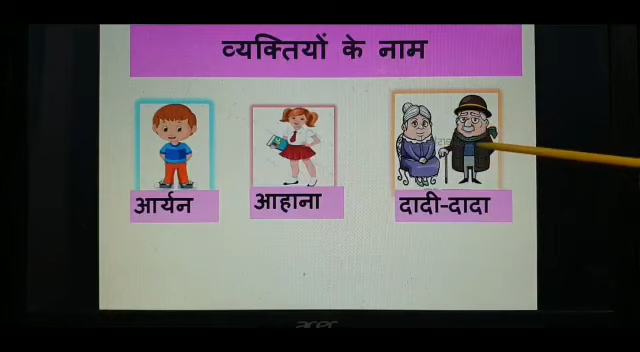 व्यक्तियों के नाम
आर्यन
आहाना
दादी-दादा
acer